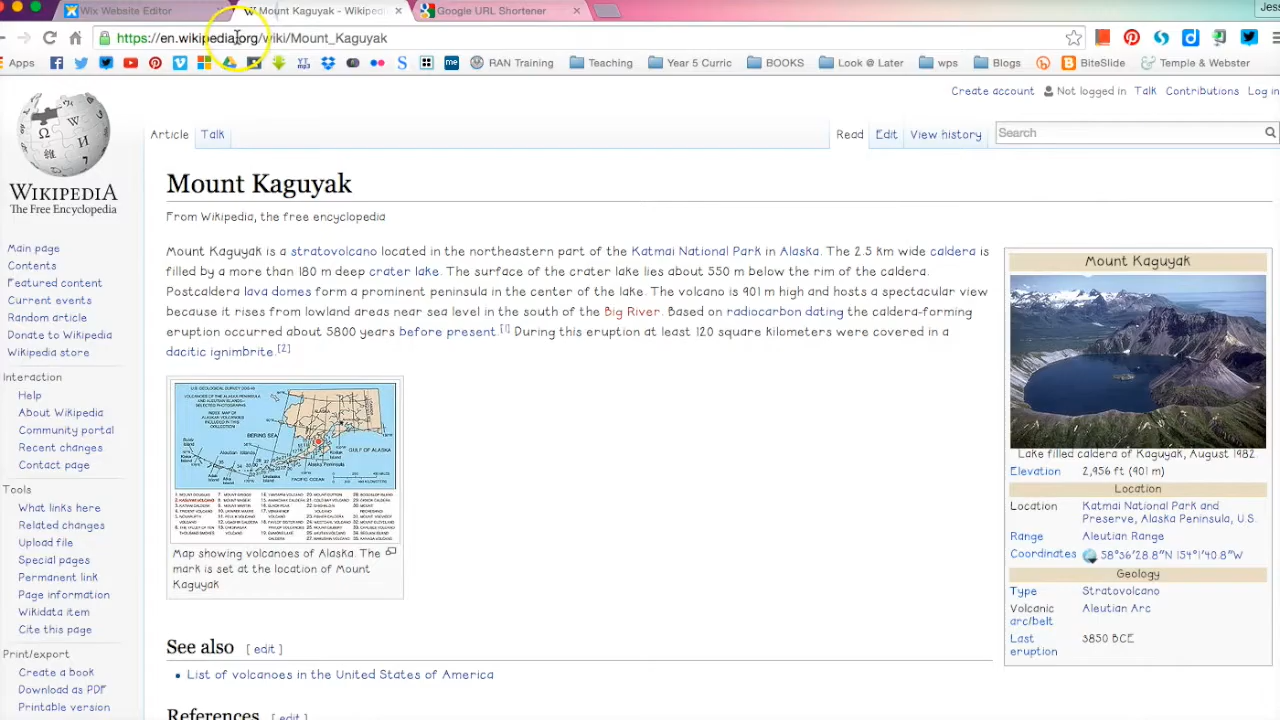 Wix Website Editor
Mount Kaguyak - Wikiped
Google URL Shortener
Jess
https://en.wikipedia.org/wiki/Mount_Kaguyak
Apps
RAN Training
Teaching
Year 5 Curric
BOOKS
Look @ Later
wps
Blogs
BiteSlide
Temple & Webster
Create account
Not logged in
Talk
Contributions
Log in
Article
Talk
Read
Edit
View history
Search
WIKIPEDIA
The Free Encyclopedia
Main page
Contents
Featured content
Current events
Random article
Donate to Wikipedia
Wikipedia store
Interaction
Help
About Wikipedia
Community portal
Recent changes
Contact page
Tools
What links here
Related changes
Upload file
Special pages
Permanent link
Page information
Wikidata item
Cite this page
Print/export
Create a book
Download as PDF
Printable version
Mount Kaguyak
From Wikipedia, the free encyclopedia
Mount Kaguyak is a stratovolcano located in the northeastern part of the Katmai National Park in Alaska. The 2.5 km wide caldera is
filled by a more than 180 m deep crater lake. The surface of the crater lake lies about 550 m below the rim of the caldera.
Postcaldera lava domes form a prominent peninsula in the center of the lake. The volcano is 901 m high and hosts a spectacular view
because it rises from lowland areas near sea level in the south of the Big River. Based on radiocarbon dating the caldera-forming
eruption occurred about 5800 years before present.[1] During this eruption at least 120 square kilometers were covered in a
dacitic ignimbrite.[2]
BERING SEA
GULF OF ALASKA
PACIFIC OCEAN
Map showing volcanoes of Alaska. The
mark is set at the location of Mount
Kaguyak
See also [ edit ]
List of volcanoes in the United States of America
References [ edit ]
Mount Kaguyak
Lake filled caldera of Kaguyak, August 1982.
Elevation 2,956 ft (901 m)
Location
Location Katmai National Park and
Preserve, Alaska Peninsula, U.S.
Range Aleutian Range
Coordinates 58°36′28.8″N 154°1′40.8″W
Geology
Type Stratovolcano
Volcanic Aleutian Arc
arc/belt
Last 3850 BCE
eruption